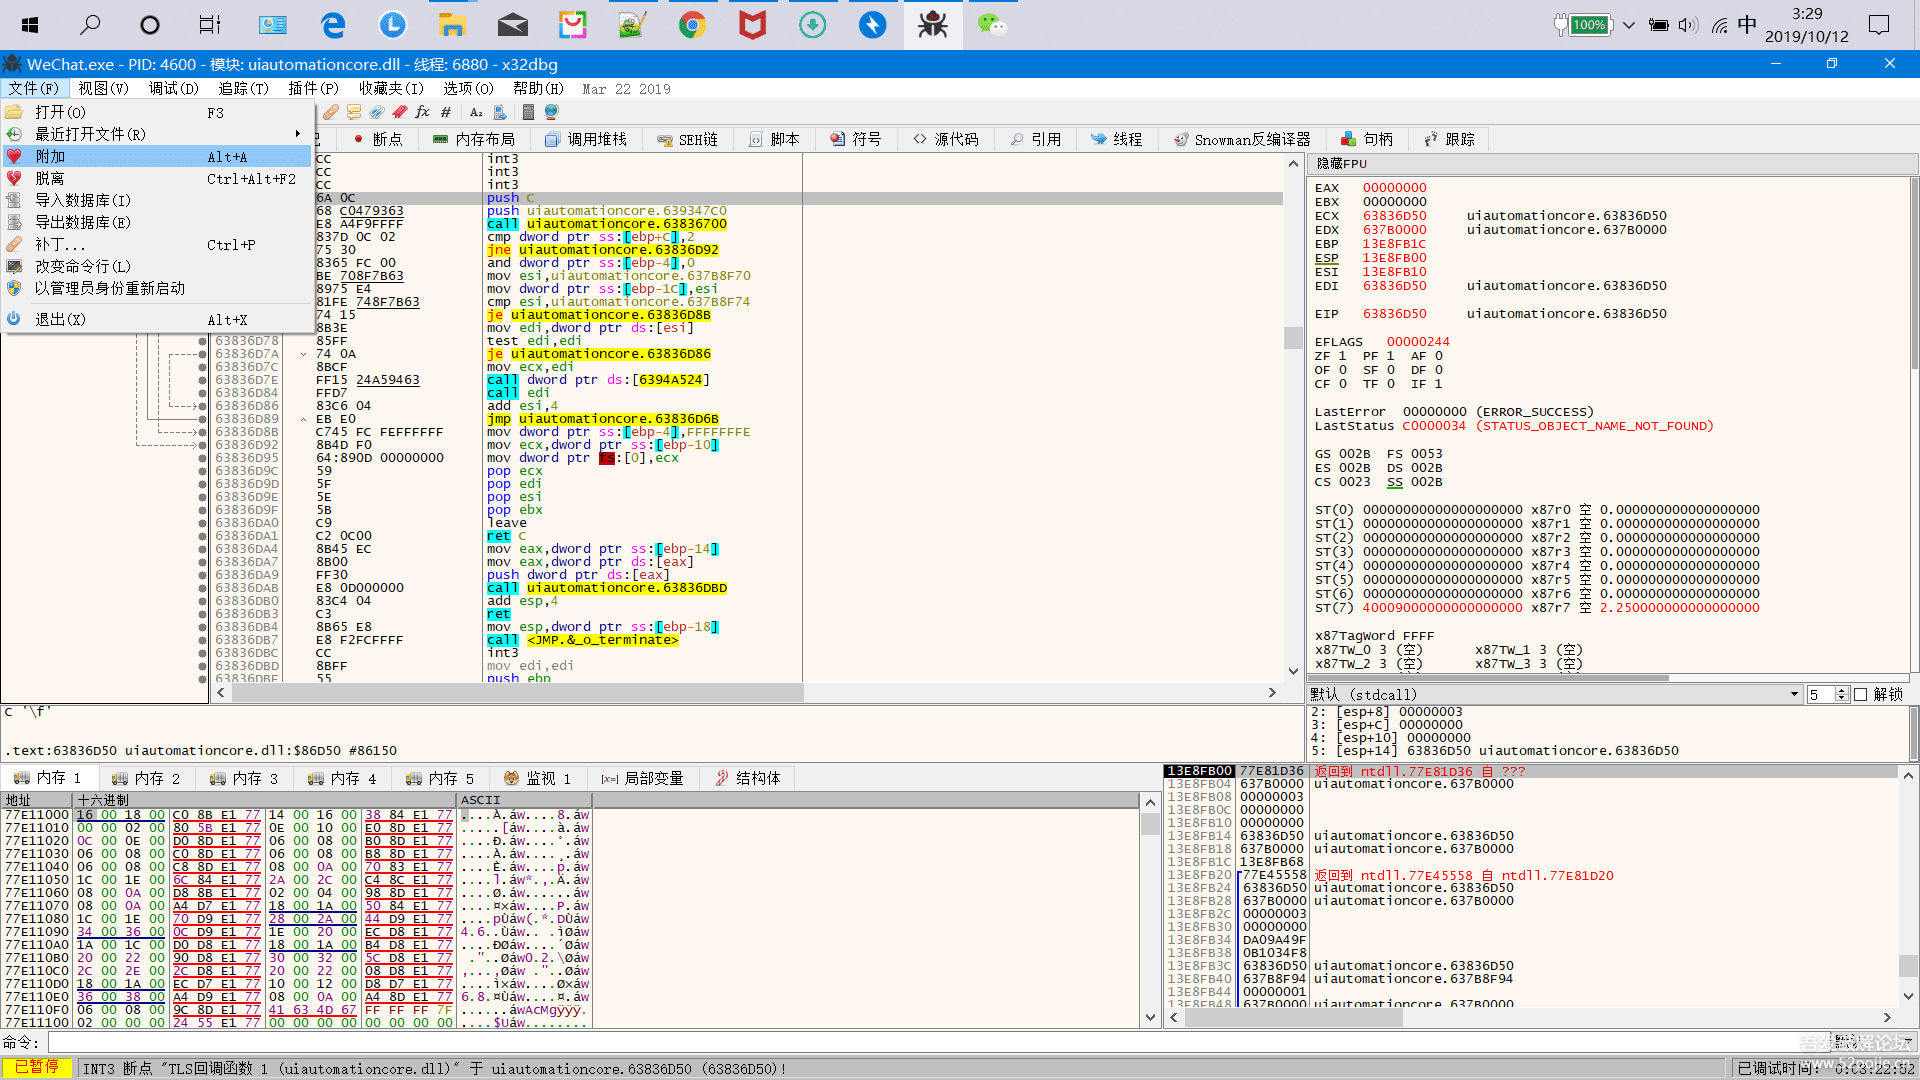 100%
中
3:29
2019/10/12
WeChat.exe - PID: 4600 - 模块: uiautomationcore.dll - 线程: 6880 - x32dbg
文件(F) 视图(V) 调试(D) 追踪(T) 插件(P) 收藏夹(I) 选项(O) 帮助(H) Mar 22 2019
打开(O) F3
最近打开文件(R)
附加 Alt+A
脱离 Ctrl+Alt+F2
导入数据库(I)
导出数据库(E)
补丁... Ctrl+P
改变命令行(L)
以管理员身份重新启动
退出(X) Alt+X
断点 内存布局 调用堆栈 SEH链 脚本 符号 源代码 引用 线程 Snowman反编译器 句柄 跟踪
CC int3
CC int3
CC int3
6A 0C push C
68 C0479363 push uiautomationcore.639347C0
E8 A4F9FFFF call uiautomationcore.63836700
837D 0C 02 cmp dword ptr ss:[ebp+C],2
75 30 jne uiautomationcore.63836D92
8365 FC 00 and dword ptr ss:[ebp-4],0
BE 708F7B63 mov esi,uiautomationcore.637B8F70
8975 E4 mov dword ptr ss:[ebp-1C],esi
81FE 748F7B63 cmp esi,uiautomationcore.637B8F74
74 15 je uiautomationcore.63836D8B
8B3E mov edi,dword ptr ds:[esi]
63836D78 85FF test edi,edi
63836D7A 74 0A je uiautomationcore.63836D86
63836D7C 8BCF mov ecx,edi
63836D7E FF15 24A59463 call dword ptr ds:[6394A524]
63836D84 FFD7 call edi
63836D86 83C6 04 add esi,4
63836D89 EB E0 jmp uiautomationcore.63836D6B
63836D8B C745 FC FEFFFFFF mov dword ptr ss:[ebp-4],FFFFFFFE
63836D92 8B4D F0 mov ecx,dword ptr ss:[ebp-10]
63836D95 64:890D 00000000 mov dword ptr fs:[0],ecx
63836D9C 59 pop ecx
63836D9D 5F pop edi
63836D9E 5E pop esi
63836D9F 5B pop ebx
63836DA0 C9 leave
63836DA1 C2 0C00 ret C
63836DA4 8B45 EC mov eax,dword ptr ss:[ebp-14]
63836DA7 8B00 mov eax,dword ptr ds:[eax]
63836DA9 FF30 push dword ptr ds:[eax]
63836DAB E8 0D000000 call uiautomationcore.63836DBD
63836DB0 83C4 04 add esp,4
63836DB3 C3 ret
63836DB4 8B65 E8 mov esp,dword ptr ss:[ebp-18]
63836DB7 E8 F2FCFFFF call <JMP.&_o_terminate>
63836DBC CC int3
63836DBD 8BFF mov edi,edi
63836DBF 55 push ebp
隐藏FPU
EAX 00000000
EBX 00000000
ECX 63836D50 uiautomationcore.63836D50
EDX 637B0000 uiautomationcore.637B0000
EBP 13E8FB1C
ESP 13E8FB00
ESI 13E8FB10
EDI 63836D50 uiautomationcore.63836D50
EIP 63836D50 uiautomationcore.63836D50
EFLAGS 00000244
ZF 1 PF 1 AF 0
OF 0 SF 0 DF 0
CF 0 TF 0 IF 1
LastError 00000000 (ERROR_SUCCESS)
LastStatus C0000034 (STATUS_OBJECT_NAME_NOT_FOUND)
GS 002B FS 0053
ES 002B DS 002B
CS 0023 SS 002B
ST(0) 00000000000000000000 x87r0 空 0.000000000000000000
ST(1) 00000000000000000000 x87r1 空 0.000000000000000000
ST(2) 00000000000000000000 x87r2 空 0.000000000000000000
ST(3) 00000000000000000000 x87r3 空 0.000000000000000000
ST(4) 00000000000000000000 x87r4 空 0.000000000000000000
ST(5) 00000000000000000000 x87r5 空 0.000000000000000000
ST(6) 00000000000000000000 x87r6 空 0.000000000000000000
ST(7) 40009000000000000000 x87r7 空 2.250000000000000000
x87TagWord FFFF
x87TW_0 3 (空) x87TW_1 3 (空)
x87TW_2 3 (空) x87TW_3 3 (空)
默认 (stdcall) 5 解锁
2: [esp+8] 00000003
3: [esp+C] 00000000
4: [esp+10] 00000000
5: [esp+14] 63836D50 uiautomationcore.63836D50
C '\f'
.text:63836D50 uiautomationcore.dll:$86D50 #86150
内存 1 内存 2 内存 3 内存 4 内存 5 监视 1 局部变量 结构体
地址 十六进制 ASCII
77E11000 16 00 18 00 C0 8B E1 77 14 00 16 00 38 84 E1 77 ....À.áw....8.áw
77E11010 00 00 02 00 80 5B E1 77 0E 00 10 00 E0 8D E1 77 .....[áw....à.áw
77E11020 0C 00 0E 00 D0 8D E1 77 06 00 08 00 B0 8D E1 77 ....Ð.áw....°.áw
77E11030 06 00 08 00 C0 8D E1 77 06 00 08 00 B8 8D E1 77 ....À.áw....¸.áw
77E11040 06 00 08 00 C8 8D E1 77 08 00 0A 00 70 83 E1 77 ....È.áw....p.áw
77E11050 1C 00 1E 00 6C 84 E1 77 2A 00 2C 00 C4 8C E1 77 ....l.áw*.,.Ä.áw
77E11060 08 00 0A 00 D8 8B E1 77 02 00 04 00 98 8D E1 77 ....Ø.áw......áw
77E11070 08 00 0A 00 A4 D7 E1 77 18 00 1A 00 50 84 E1 77 ....¤×áw....P.áw
77E11080 1C 00 1E 00 70 D9 E1 77 28 00 2A 00 44 D9 E1 77 ....pÙáw(.*.DÙáw
77E11090 34 00 36 00 0C D9 E1 77 1E 00 20 00 EC D8 E1 77 4.6..Ùáw.. .ìØáw
77E110A0 1A 00 1C 00 D0 D8 E1 77 18 00 1A 00 B4 D8 E1 77 ....ÐØáw....´Øáw
77E110B0 20 00 22 00 90 D8 E1 77 30 00 32 00 5C D8 E1 77  ."..Øáw0.2.\Øáw
77E110C0 2C 00 2E 00 2C D8 E1 77 20 00 22 00 08 D8 E1 77 ,...,Øáw ."..Øáw
77E110D0 18 00 1A 00 EC D7 E1 77 10 00 12 00 D8 D7 E1 77 ....ì×áw....Ø×áw
77E110E0 36 00 38 00 A4 D9 E1 77 08 00 0A 00 A4 8D E1 77 6.8.¤Ùáw....¤.áw
77E110F0 06 00 08 00 9C 8D E1 77 41 63 4D 67 FF FF FF 7F ......áwAcMgÿÿÿ.
77E11100 02 00 00 00 24 55 E1 77 00 00 00 00 00 00 00 00 ....$Uáw........
13E8FB00 77E81D36 返回到 ntdll.77E81D36 自 ???
13E8FB04 637B0000 uiautomationcore.637B0000
13E8FB08 00000003
13E8FB0C 00000000
13E8FB10 00000000
13E8FB14 63836D50 uiautomationcore.63836D50
13E8FB18 637B0000 uiautomationcore.637B0000
13E8FB1C 13E8FB68
13E8FB20 77E45558 返回到 ntdll.77E45558 自 ntdll.77E81D20
13E8FB24 63836D50 uiautomationcore.63836D50
13E8FB28 637B0000 uiautomationcore.637B0000
13E8FB2C 00000003
13E8FB30 00000000
13E8FB34 DA09A49F
13E8FB38 0B1034F8
13E8FB3C 63836D50 uiautomationcore.63836D50
13E8FB40 637B8F94 uiautomationcore.637B8F94
13E8FB44 00000001
13E8FB48 637B0000 uiautomationcore.637B0000
命令:
吾爱破解论坛
www.52pojie.cn
已暂停 INT3 断点 "TLS回调函数 1 (uiautomationcore.dll)" 于 uiautomationcore.63836D50 (63836D50)! 已调试时间: 0:03:22:52